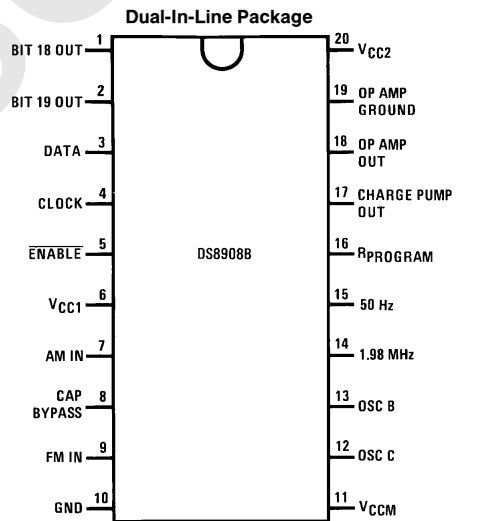 Dual-In-Line Package
BIT 18 OUT 1
BIT 19 OUT 2
DATA 3
CLOCK 4
ENABLE 5
VCC1 6
AM IN 7
CAP
BYPASS 8
FM IN 9
GND 10
DS8908B
20 VCC2
19 OP AMP
GROUND
18 OP AMP
OUT
17 CHARGE PUMP
OUT
16 RPROGRAM
15 50 Hz
14 1.98 MHz
13 OSC B
12 OSC C
11 VCCM